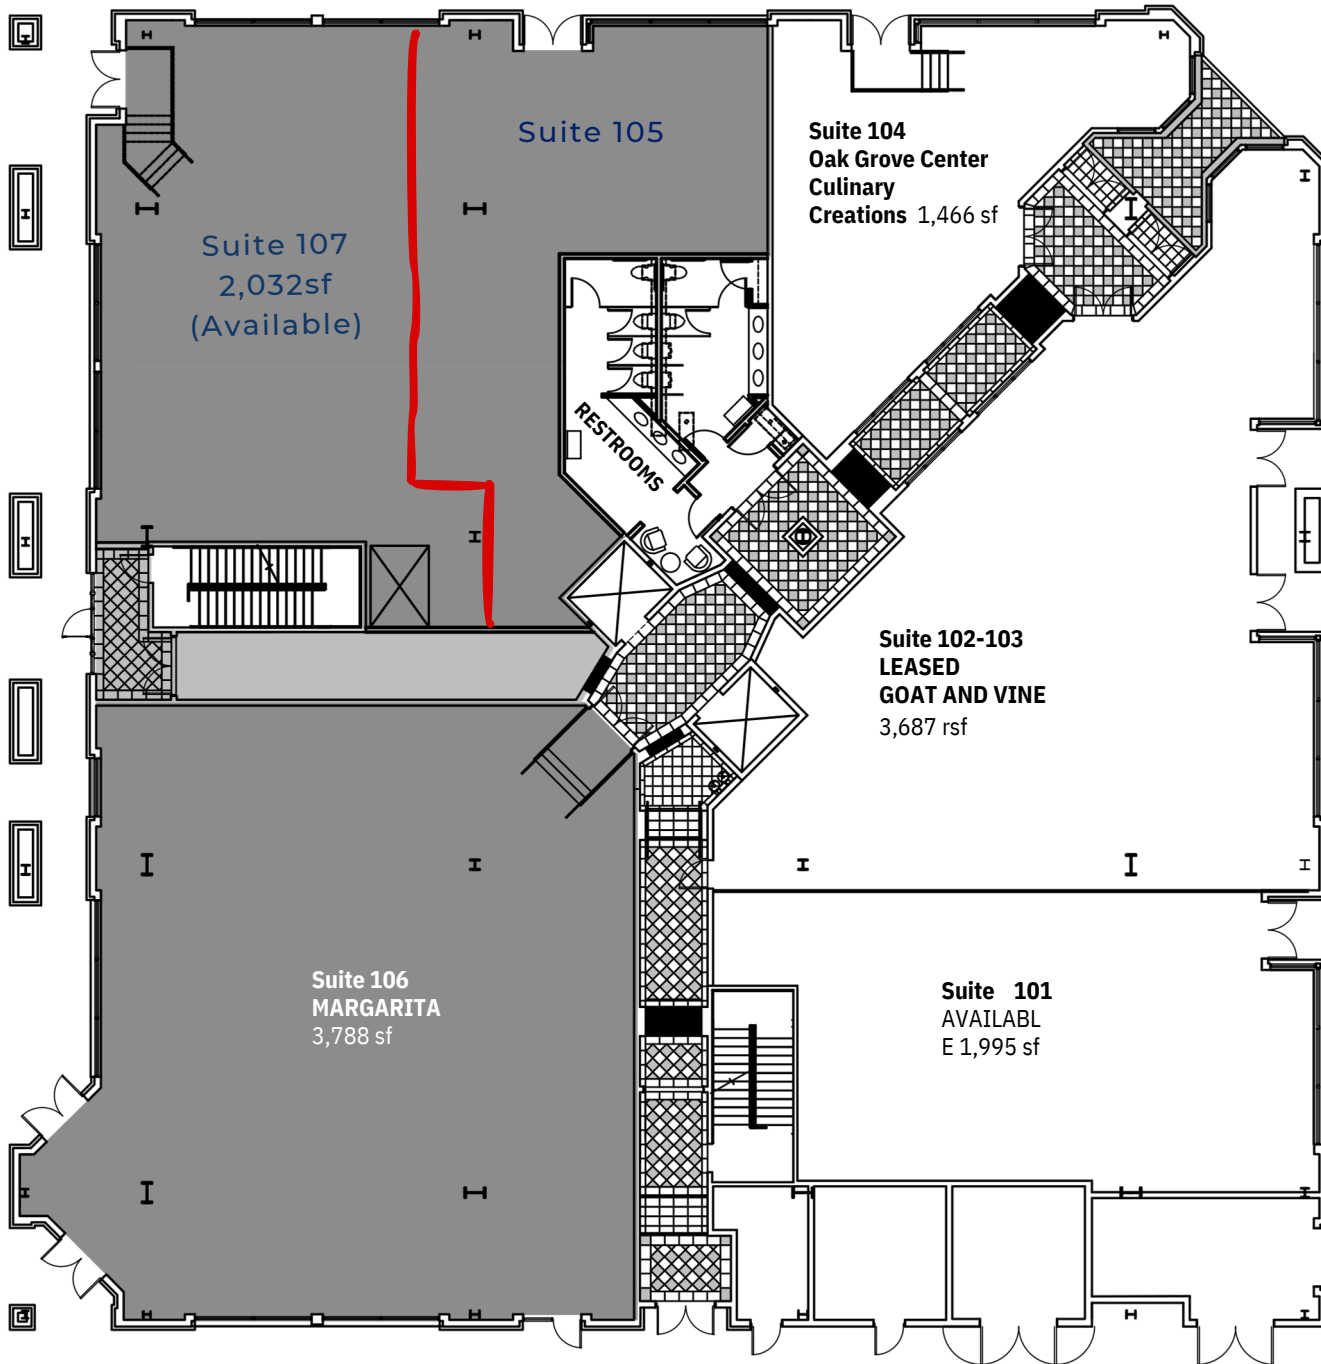 Suite 105
Suite 107
2,032sf
(Available)
Suite 104
Oak Grove Center
Culinary
Creations 1,466 sf
RESTROOMS
Suite 102-103
LEASED
GOAT AND VINE
3,687 rsf
Suite 106
MARGARITA
3,788 sf
Suite 101
AVAILABL
E 1,995 sf